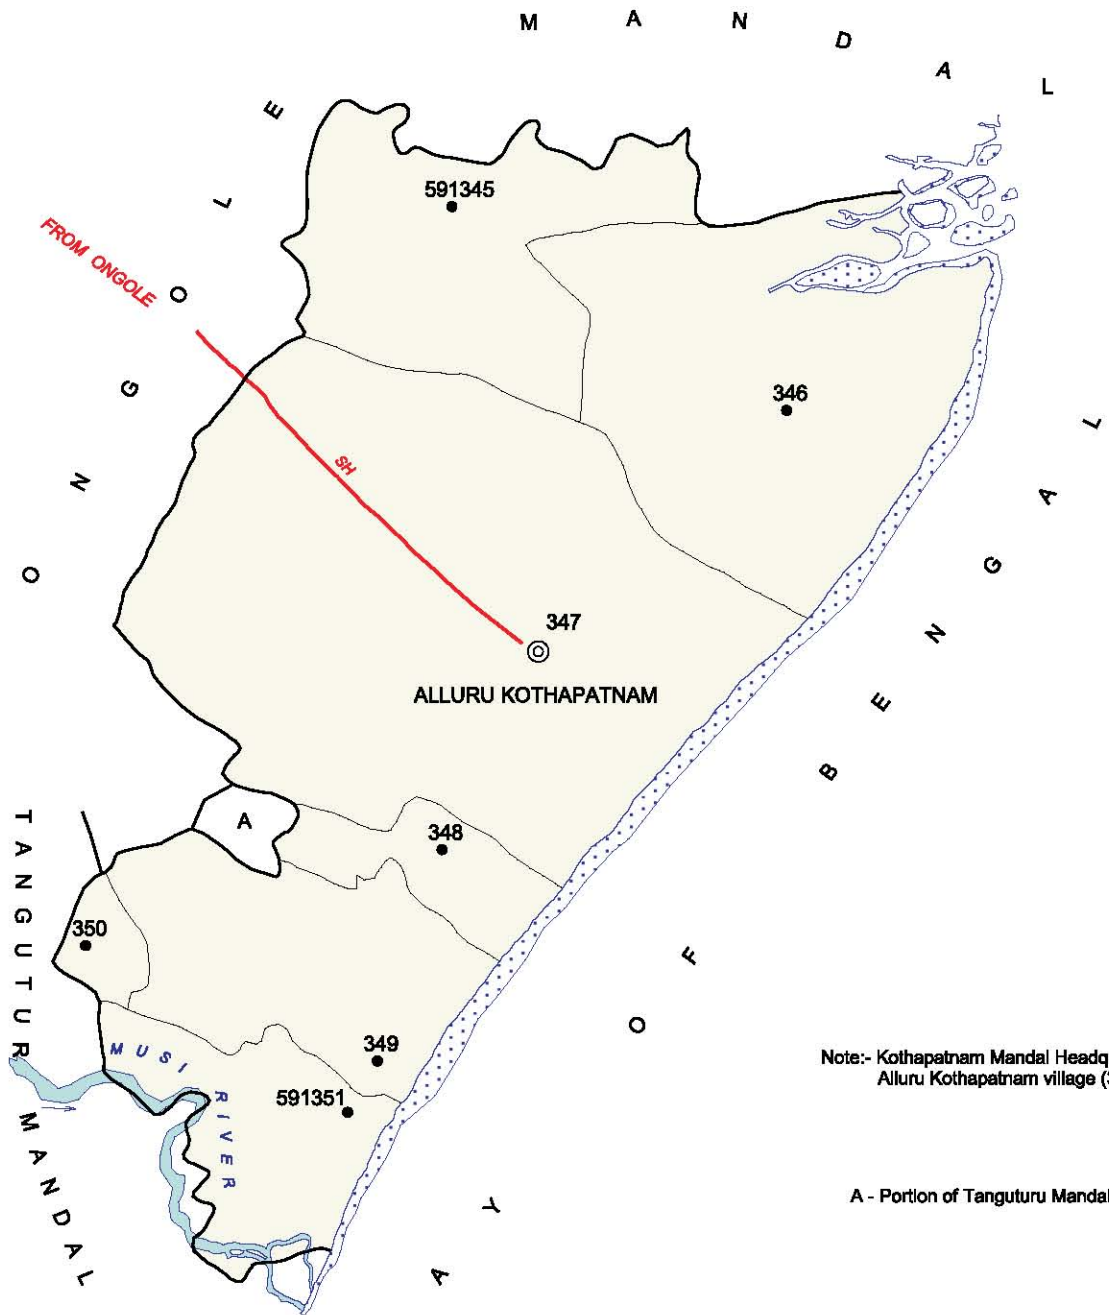 ONGOLE MANDAL
591345
FROM ONGOLE
346
SH
347
ALLURU KOTHAPATNAM
A
348
350
349
591351
MUSI RIVER
TANGUTUR MANDAL
BAY OF BENGAL
Note:- Kothapatnam Mandal Headq
Alluru Kothapatnam village (3
A - Portion of Tanguturu Mandal